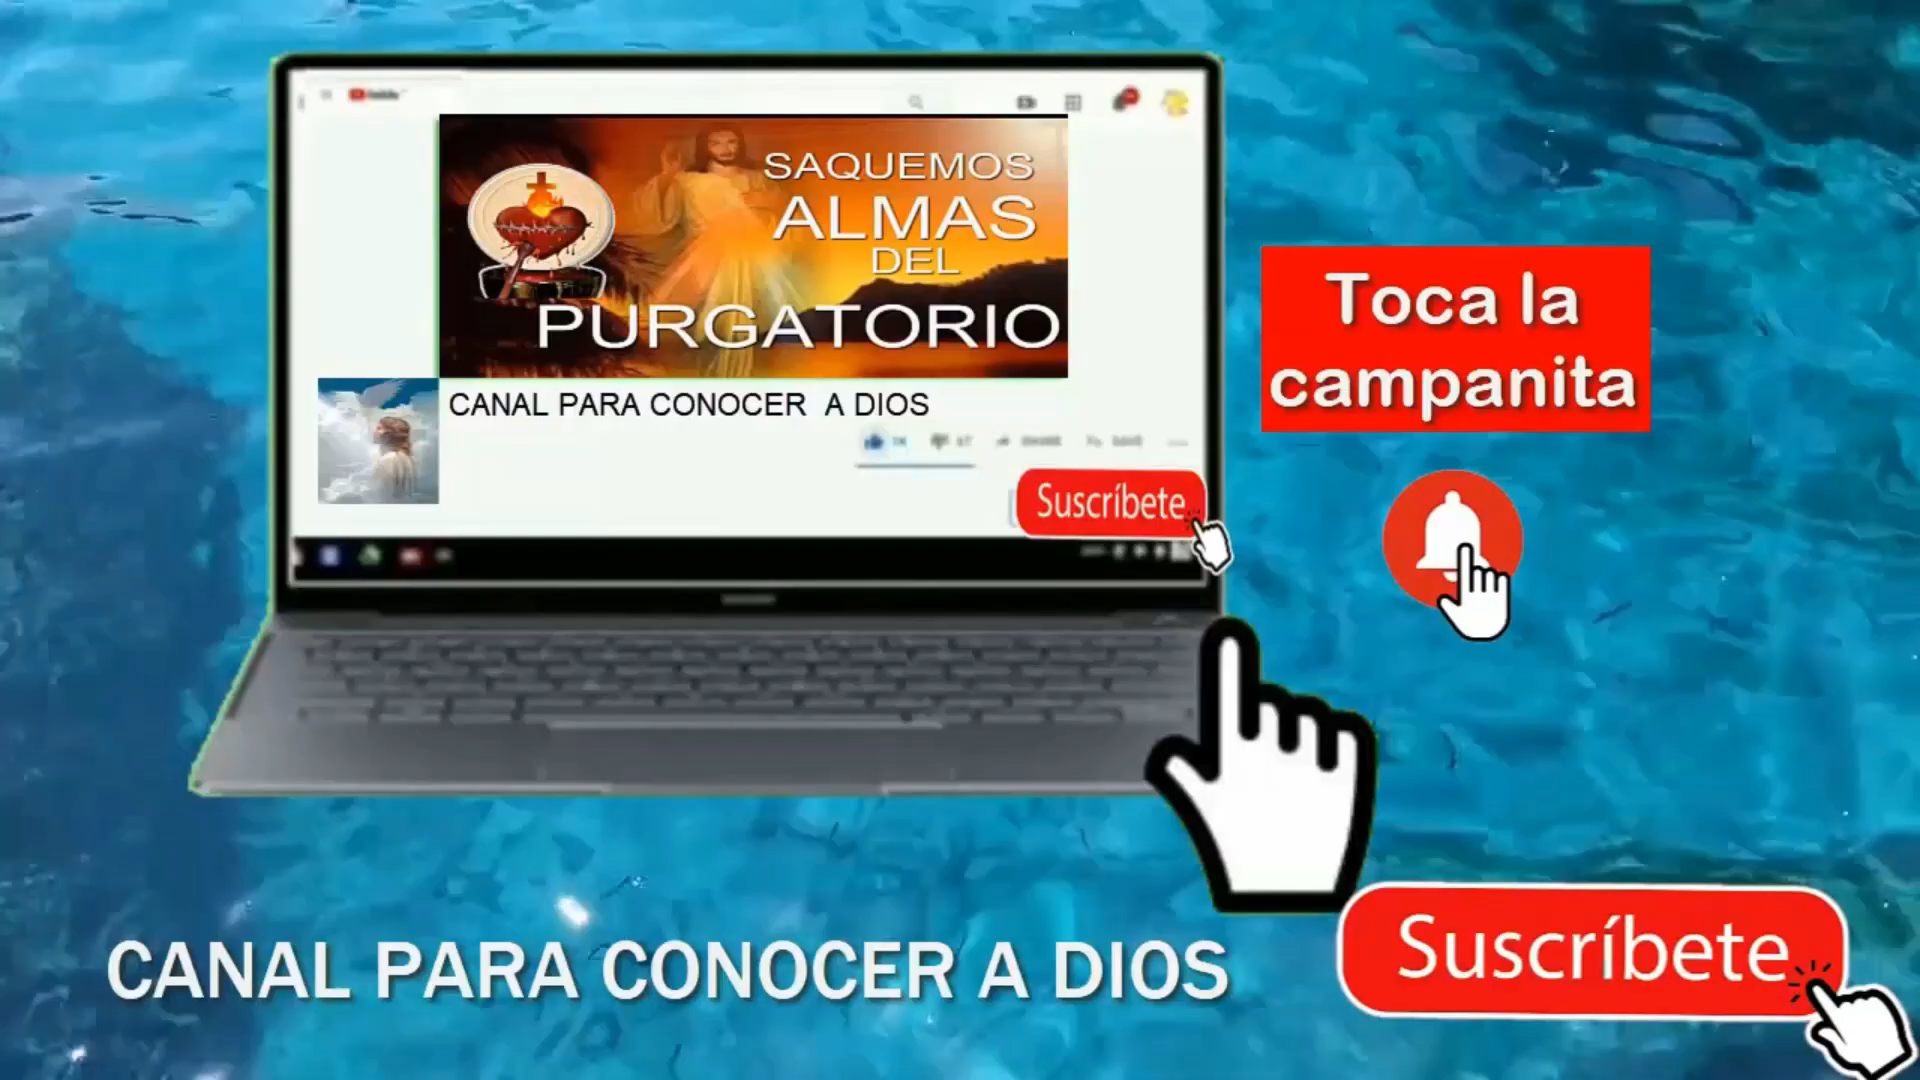 SAQUEMOS
ALMAS
DEL
PURGATORIO
CANAL PARA CONOCER  A DIOS
Suscríbete
Toca la
campanita
CANAL PARA CONOCER A DIOS
Suscríbete